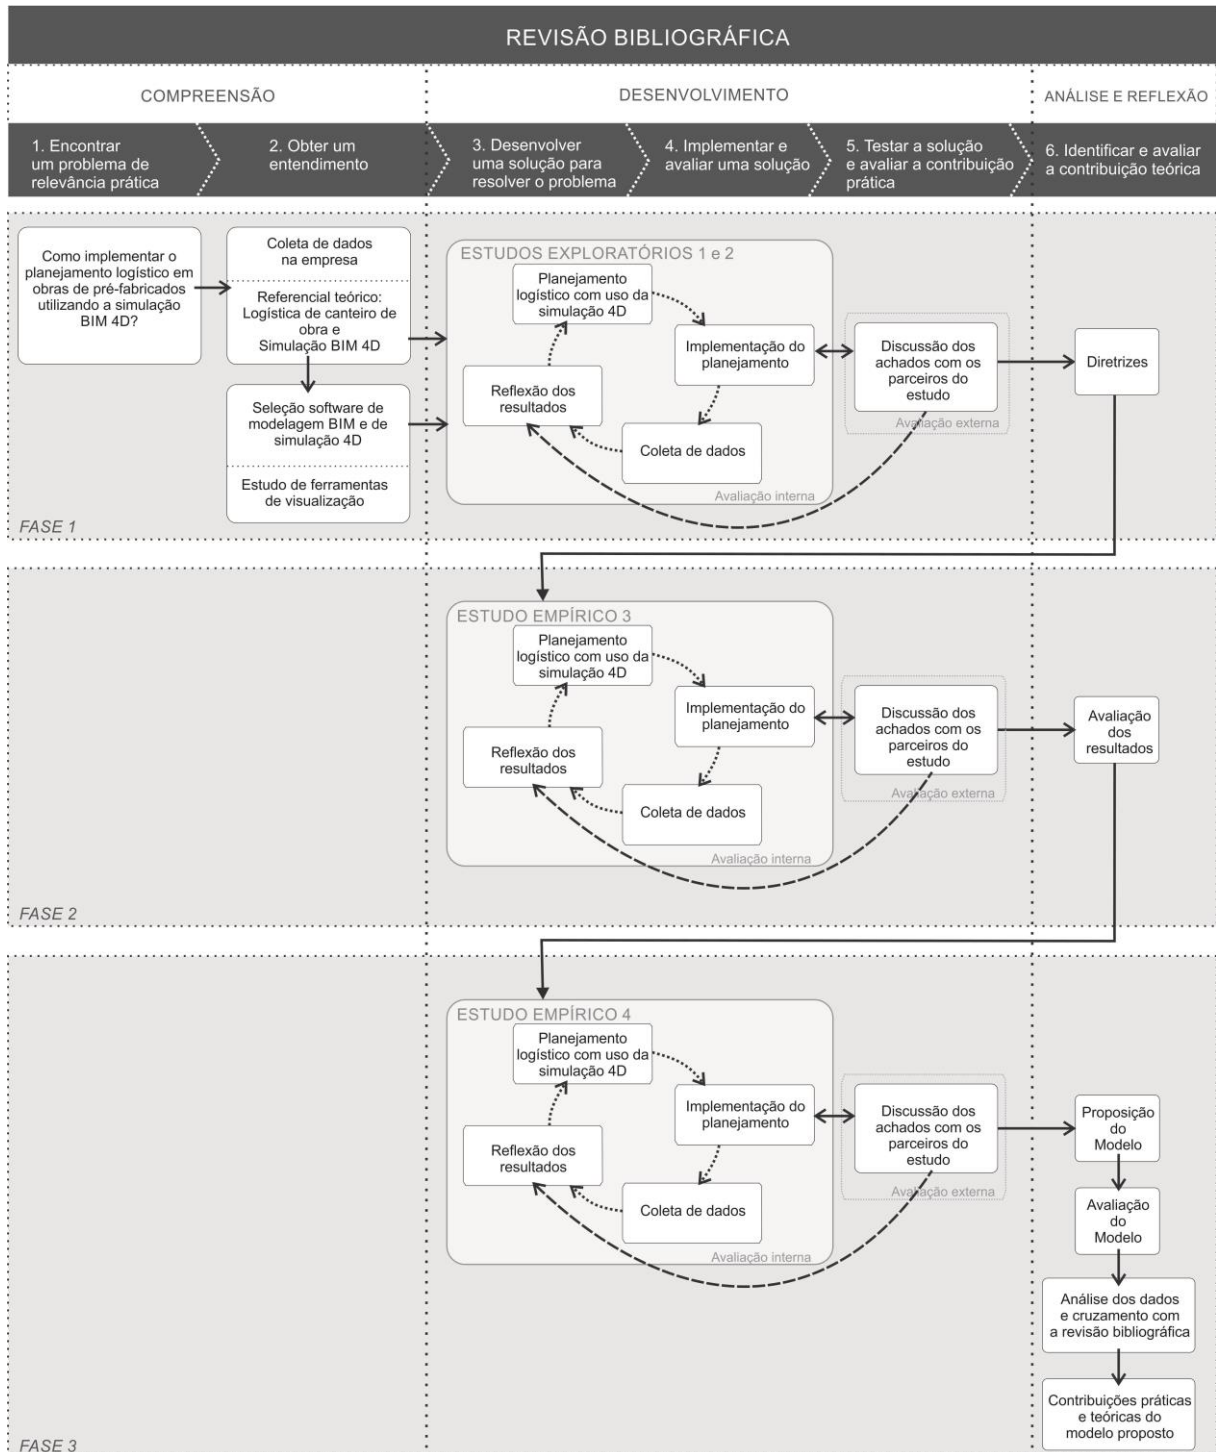 REVISÃO BIBLIOGRÁFICA
COMPREENSÃO
DESENVOLVIMENTO
ANÁLISE E REFLEXÃO
1. Encontrar
um problema de
relevância prática
2. Obter um
entendimento
3. Desenvolver
uma solução para
resolver o problema
4. Implementar e
avaliar uma solução
5. Testar a solução
e avaliar a contribuição
prática
6. Identificar e avaliar
a contribuição teórica
Como implementar o
planejamento logístico em
obras de pré-fabricados
utilizando a simulação
BIM 4D?
Coleta de dados
na empresa
Referencial teórico:
Logística de canteiro de
obra e
Simulação BIM 4D
Seleção software de
modelagem BIM e de
simulação 4D
Estudo de ferramentas
de visualização
ESTUDOS EXPLORATÓRIOS 1 e 2
Planejamento
logístico com uso da
simulação 4D
Implementação do
planejamento
Reflexão dos
resultados
Coleta de dados
Avaliação interna
Discussão dos
achados com os
parceiros do
estudo
Avaliação externa
Diretrizes
FASE 1
ESTUDO EMPÍRICO 3
Planejamento
logístico com uso da
simulação 4D
Implementação do
planejamento
Reflexão dos
resultados
Coleta de dados
Avaliação interna
Discussão dos
achados com os
parceiros do
estudo
Avaliação externa
Avaliação
dos
resultados
FASE 2
ESTUDO EMPÍRICO 4
Planejamento
logístico com uso da
simulação 4D
Implementação do
planejamento
Reflexão dos
resultados
Coleta de dados
Avaliação interna
Discussão dos
achados com os
parceiros do
estudo
Avaliação externa
Proposição
do
Modelo
Avaliação
do
Modelo
Análise dos dados
e cruzamento com
a revisão bibliográfica
Contribuições práticas
e teóricas do
modelo proposto
FASE 3